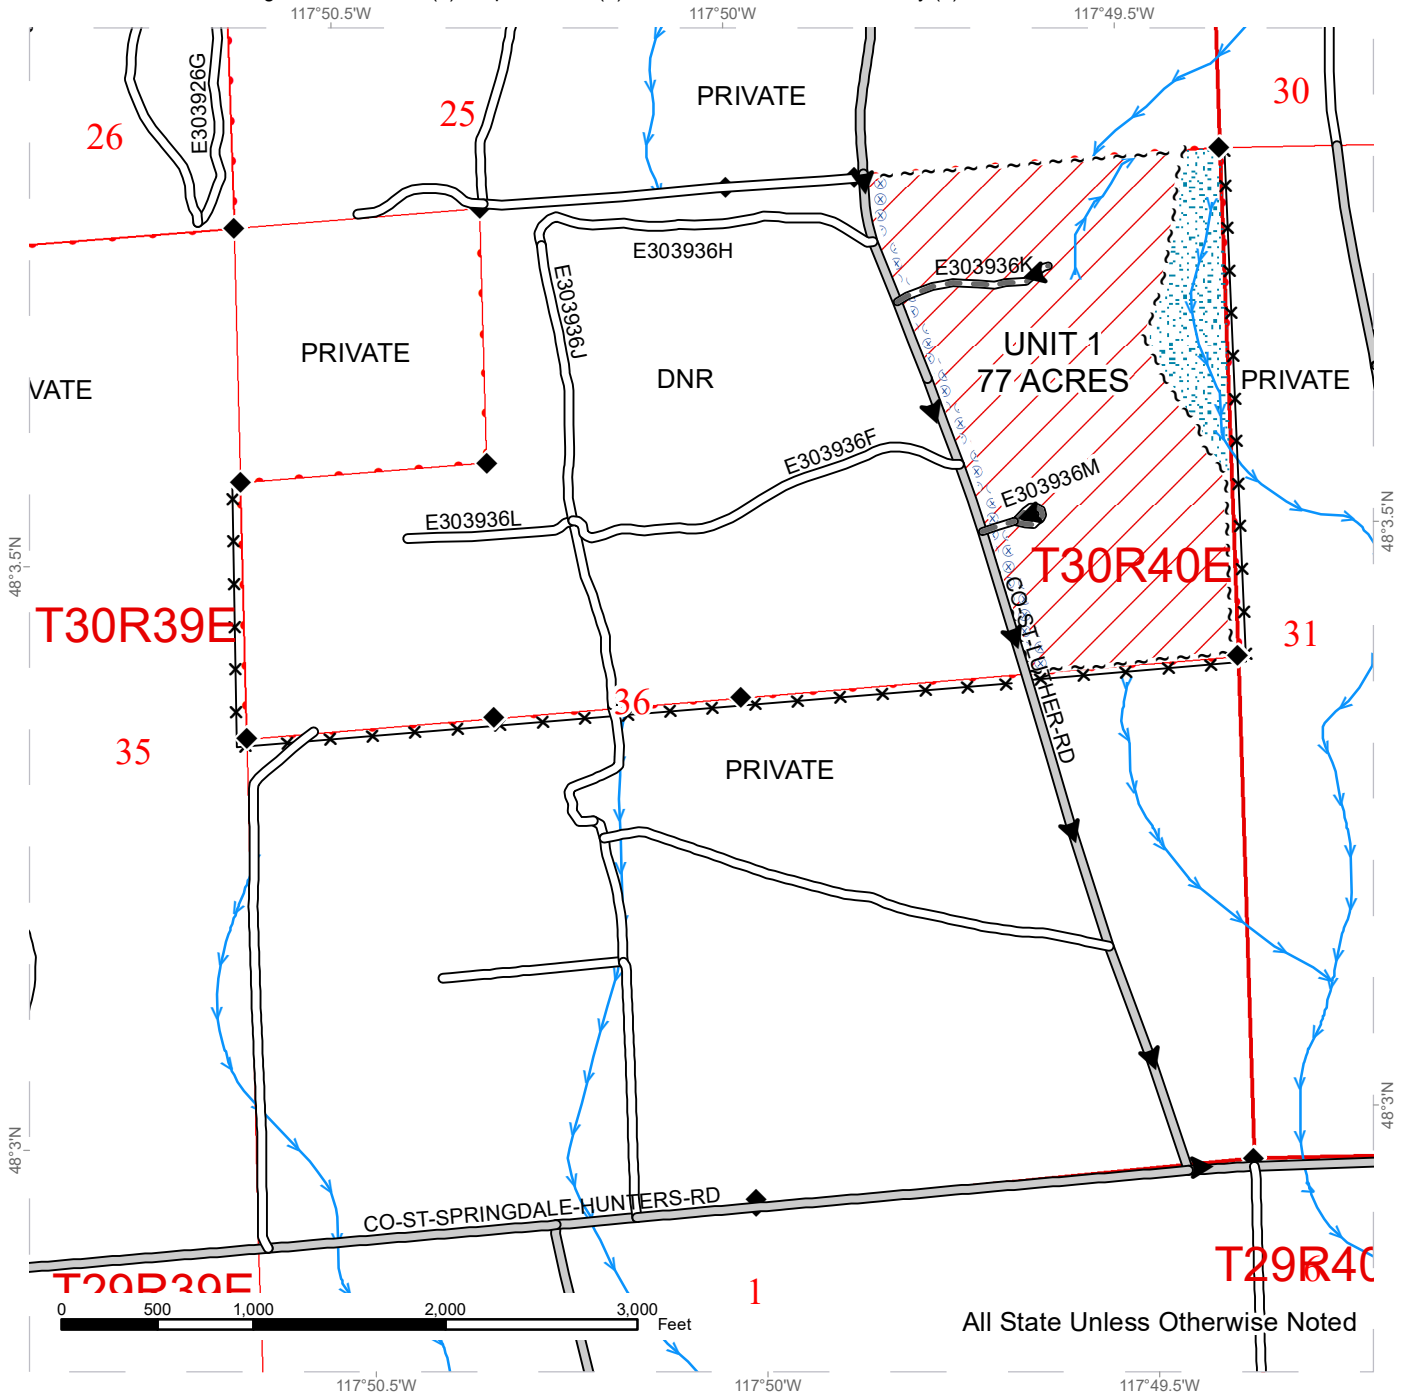 117°50.5'W
117°50'W
117°49.5'W
26
E303926G
25
PRIVATE
30
E303936H
E303936K
E303936J
PRIVATE
DNR
UNIT 1
77 ACRES
PRIVATE
VATE
E303936F
E303936M
E303936L
48°3.5'N
48°3.5'N
T30R39E
T30R40E
CO-ST-LUTHER-RD
31
36
35
PRIVATE
48°3'N
48°3'N
CO-ST-SPRINGDALE-HUNTERS-RD
T29R39E
1
T29R40
6
0
500
1,000
2,000
3,000
Feet
All State Unless Otherwise Noted
117°50.5'W
117°50'W
117°49.5'W